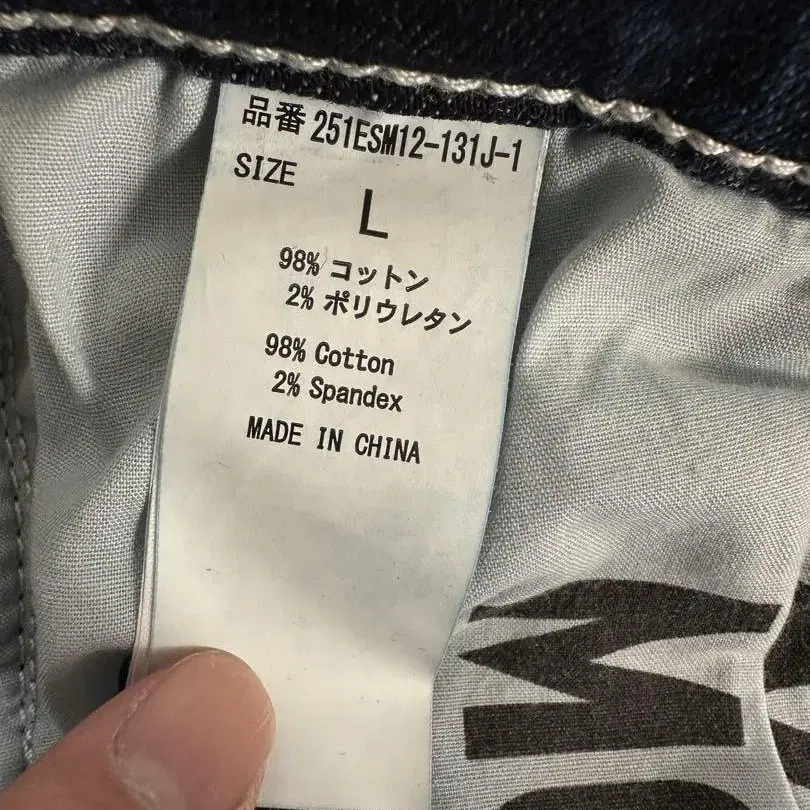 品番 251ESM12-131J-1
SIZE
L
98% コットン
2% ポリウレタン
98% Cotton
2% Spandex
MADE IN CHINA